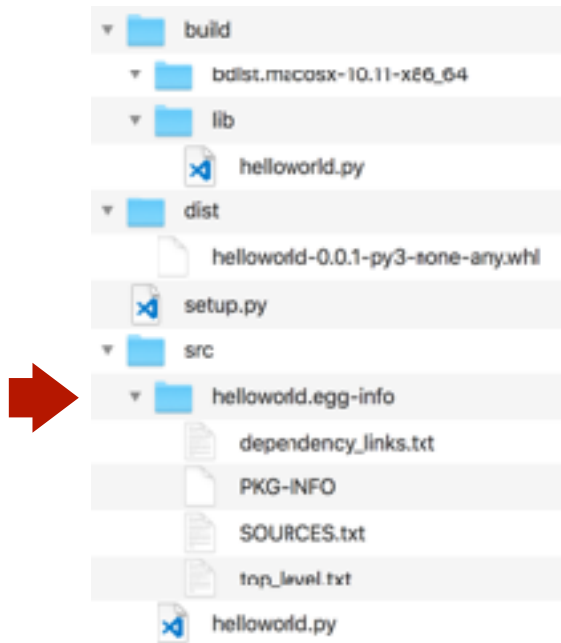 build
bdist.macosx-10.11-x86_64
lib
helloworld.py
dist
helloworld-0.0.1-py3-none-any.whl
setup.py
src
helloworld.egg-info
dependency_links.txt
PKG-INFO
SOURCES.txt
top_level.txt
helloworld.py